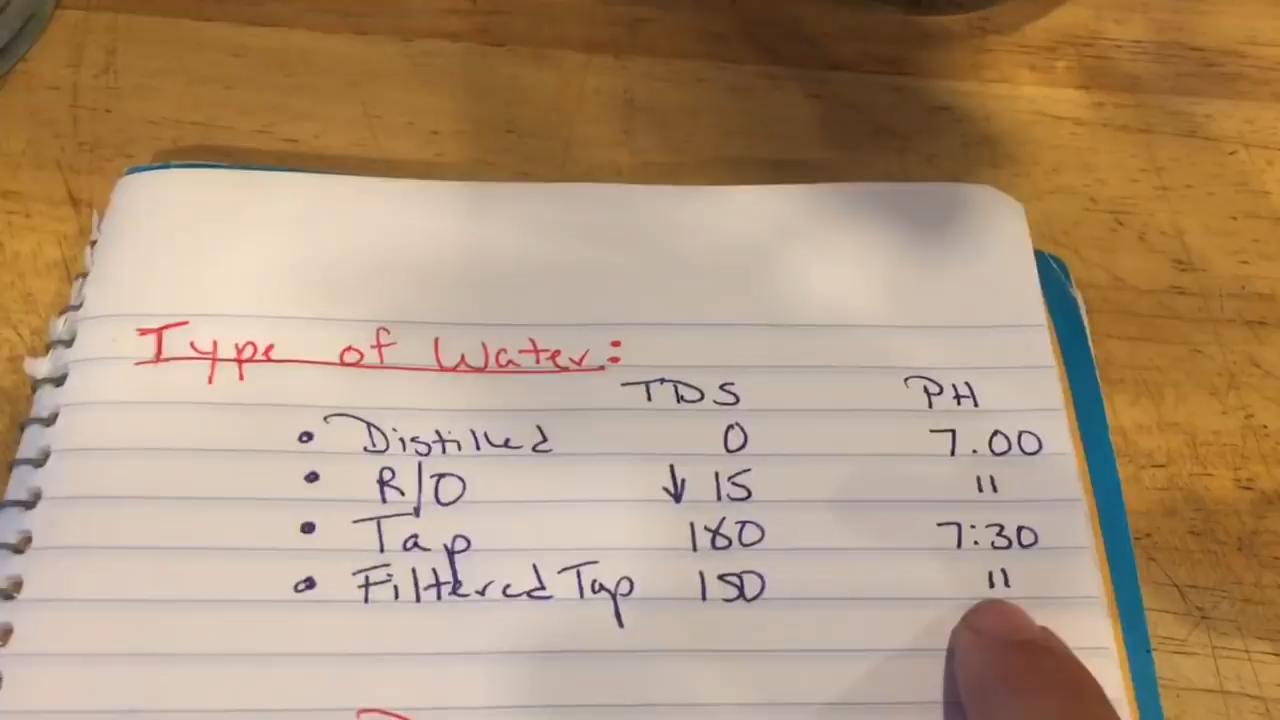 Type of Water:
TDS PH
• Distilled 0 7.00
• R/O ↓ 15 "
• Tap 180 7:30
• Filtered Tap 150 "